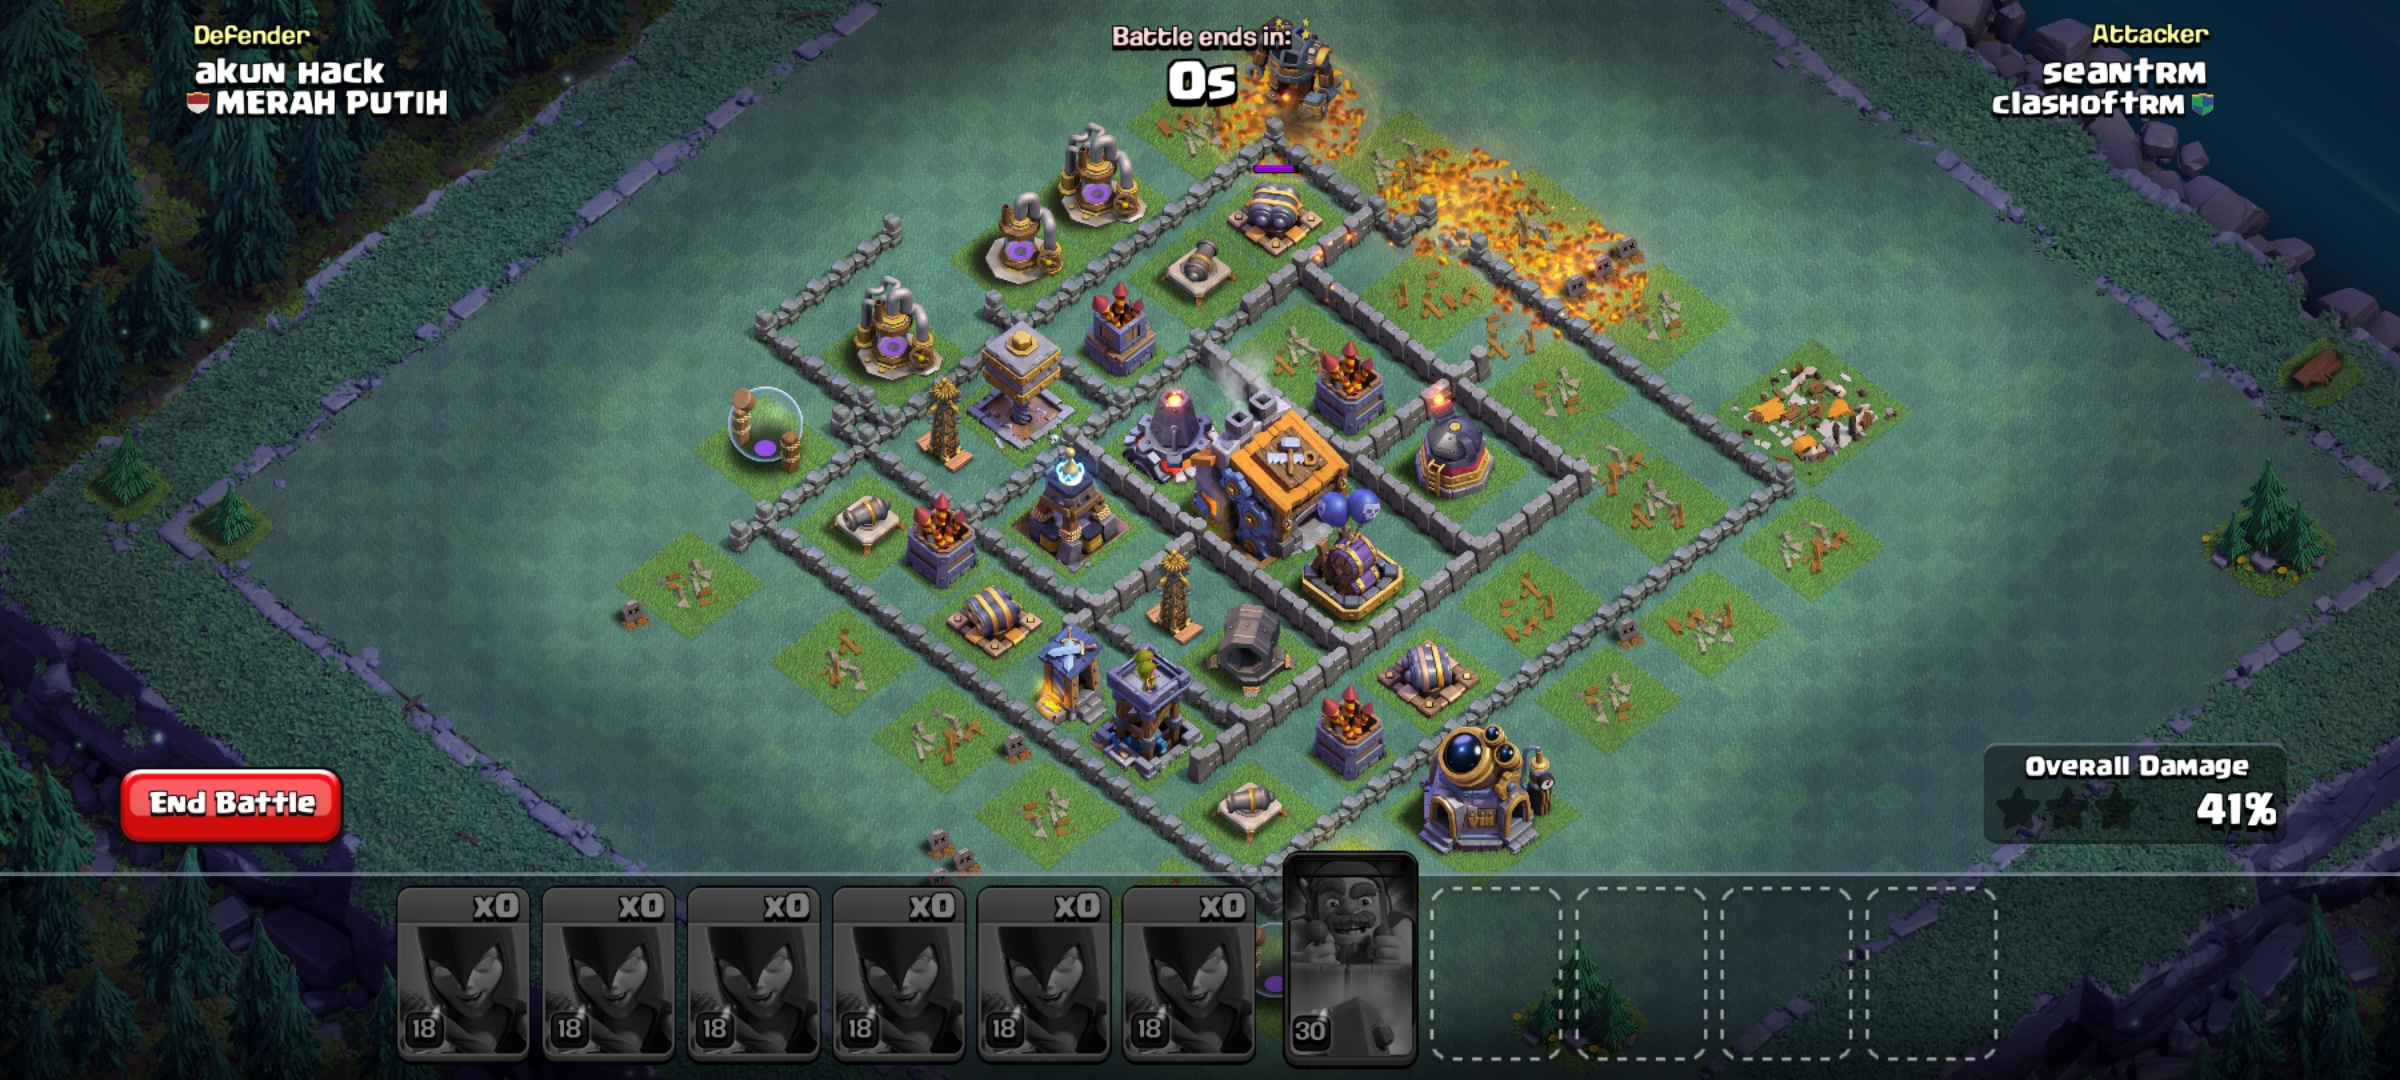 Defender
akun Hack
MERAH PUTIH
Battle ends in:
0s
Attacker
seantRM
clashoftRM
End Battle
Overall Damage
41%
VIII
x0
x0
x0
x0
x0
x0
18
18
18
18
18
18
30